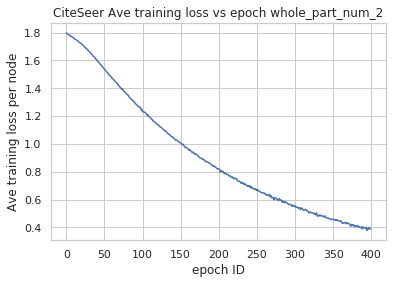 CiteSeer Ave training loss vs epoch whole_part_num_2
Ave training loss per node
1.8
1.6
1.4
1.2
1.0
0.8
0.6
0.4
0 50 100 150 200 250 300 350 400
epoch ID